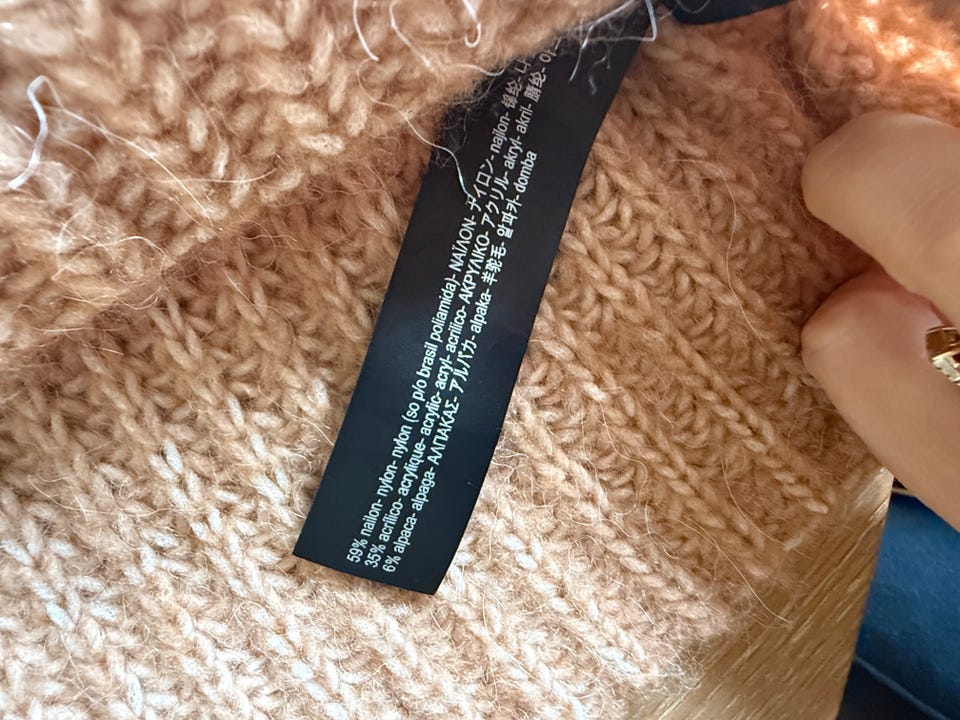 59% nailon- nylon- nylon (so p/o brasil poliamida)- ΝΑΪΛΟΝ- ナイロン- najlon- 锦纶-
35% acrílico- acrylique- acrylic- acryl- acrilico- ΑΚΡΥΛΙΚΟ- アクリル- akryl- akril- 腈纶-
6% alpaca- alpaga- ΑΛΠΑΚΑΣ- アルパカ- alpaka- 羊驼毛- 알파카- domba